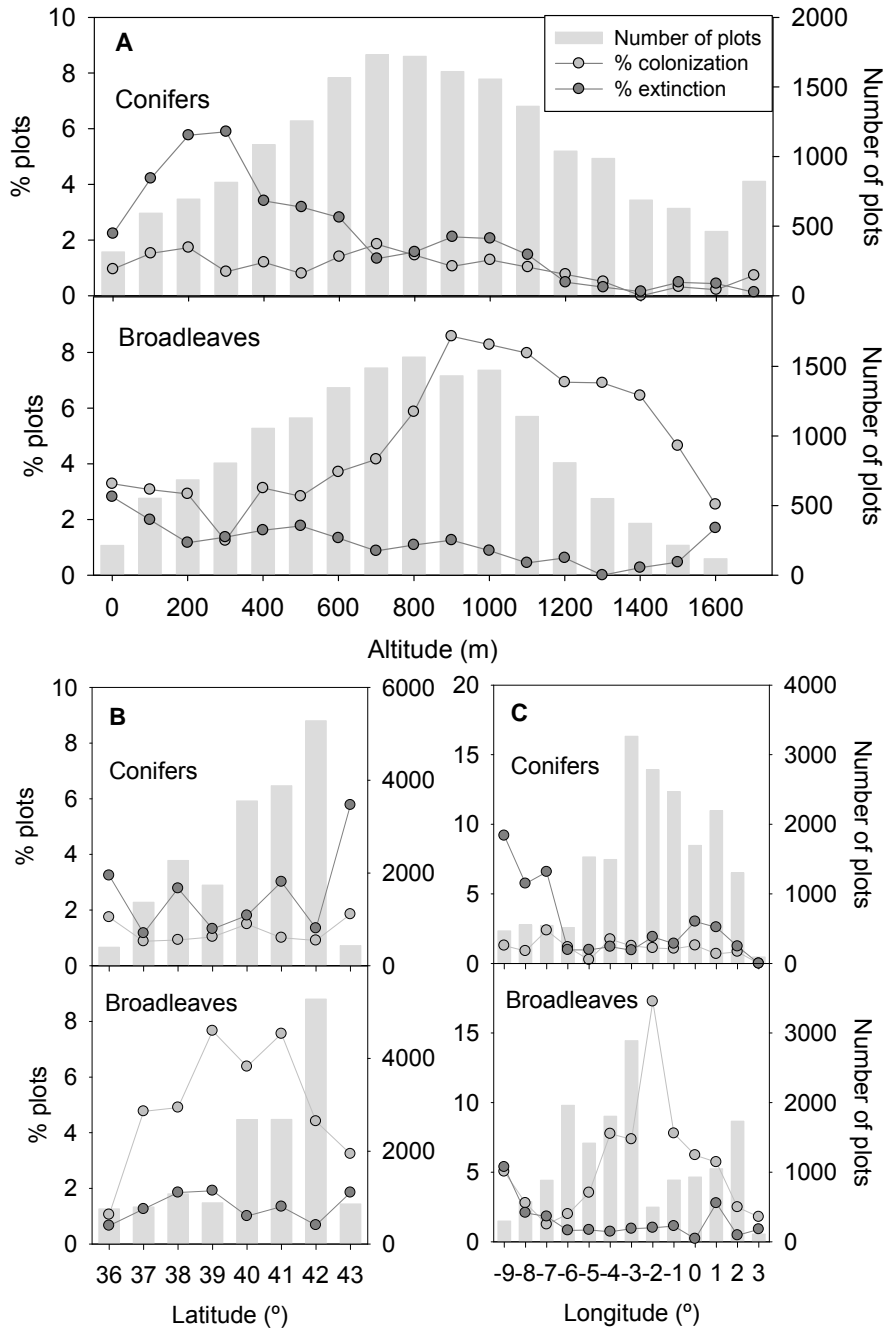 A
Conifers
Number of plots
% colonization
% extinction
10
8
6
4
2
0
% plots
2000
1500
1000
500
0
Number of plots
Broadleaves
8
6
4
2
0
% plots
1500
1000
500
0
Number of plots
0 200 400 600 800 1000 1200 1400 1600
Altitude (m)
B
Conifers
10
8
6
4
2
0
% plots
6000
4000
2000
0
Broadleaves
8
6
4
2
0
% plots
4000
2000
0
36 37 38 39 40 41 42 43
Latitude (º)
C
Conifers
20
15
10
5
0
4000
3000
2000
1000
0
Number of plots
Broadleaves
15
10
5
0
3000
2000
1000
0
Number of plots
-9 -8 -7 -6 -5 -4 -3 -2 -1 0 1 2 3
Longitude (º)